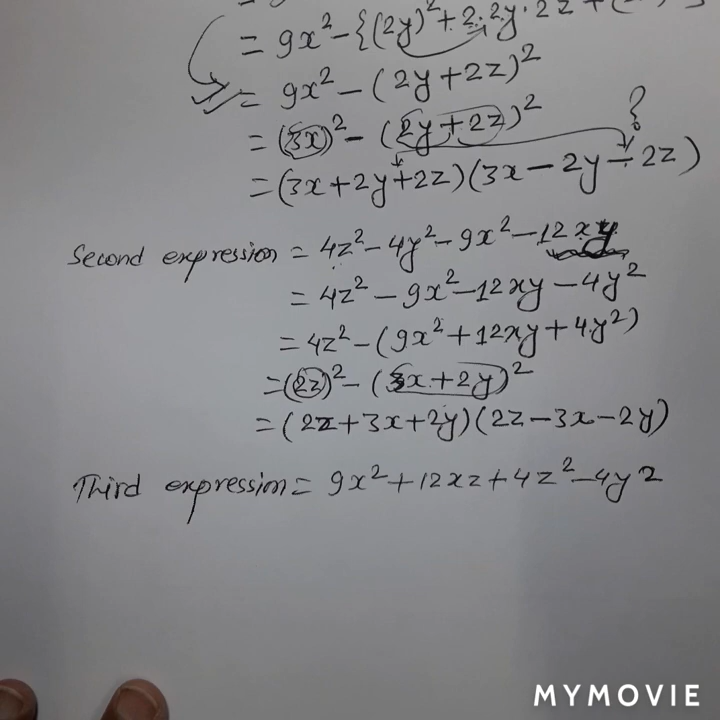 = 9x² - {(2y)² + 2.2y.2z + (
= 9x² - (2y+2z)²
= (3x)² - (2y+2z)²
?
= (3x+2y+2z)(3x-2y-2z)
Second expression = 4z²-4y²-9x²-12xy
= 4z²-9x²-12xy-4y²
= 4z²-(9x²+12xy+4y²)
= (2z)²-(3x+2y)²
= (2z+3x+2y)(2z-3x-2y)
Third expression = 9x²+12xz+4z²-4y²
MYMOVIE